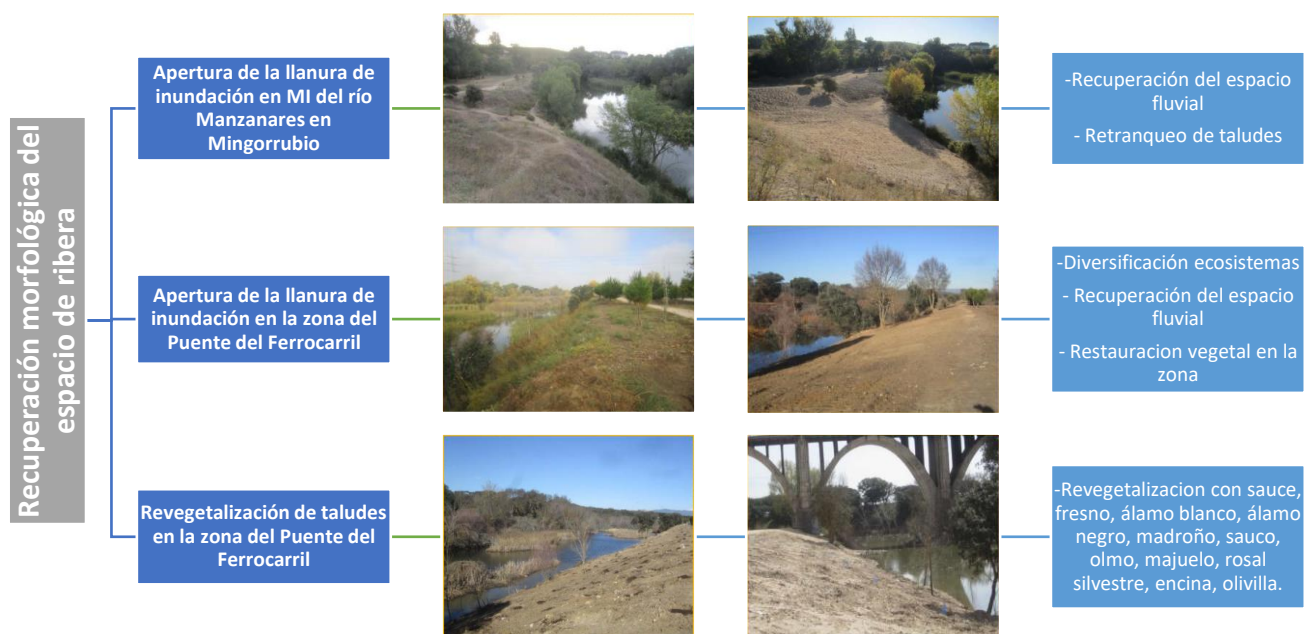 Recuperación morfológica del
espacio de ribera
Apertura de la llanura de
inundación en MI del río
Manzanares en
Mingorrubio
-Recuperación del espacio
fluvial
- Retranqueo de taludes
Apertura de la llanura de
inundación en la zona del
Puente del Ferrocarril
-Diversificación ecosistemas
- Recuperación del espacio
fluvial
- Restauracion vegetal en la
zona
Revegetalización de taludes
en la zona del Puente del
Ferrocarril
-Revegetalizacion con sauce,
fresno, álamo blanco, álamo
negro, madroño, sauco,
olmo, majuelo, rosal
silvestre, encina, olivilla.